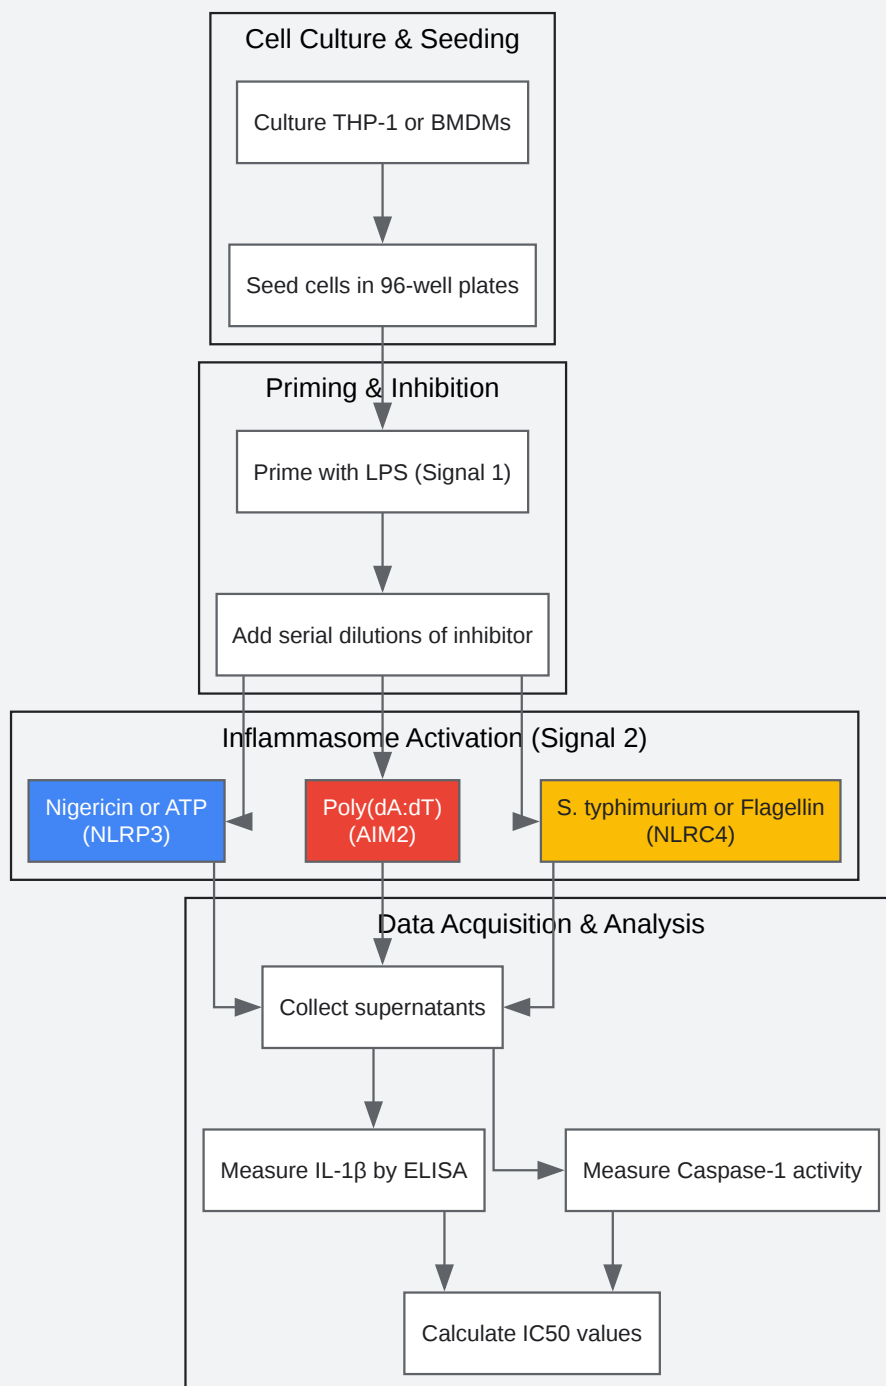 Cell Culture & Seeding
Culture THP-1 or BMDMs
Seed cells in 96-well plates
Priming & Inhibition
Prime with LPS (Signal 1)
Add serial dilutions of inhibitor
Inflammasome Activation (Signal 2)
Nigericin or ATP
(NLRP3)
Poly(dA:dT)
(AIM2)
S. typhimurium or Flagellin
(NLRC4)
Data Acquisition & Analysis
Collect supernatants
Measure IL-1β by ELISA
Measure Caspase-1 activity
Calculate IC50 values